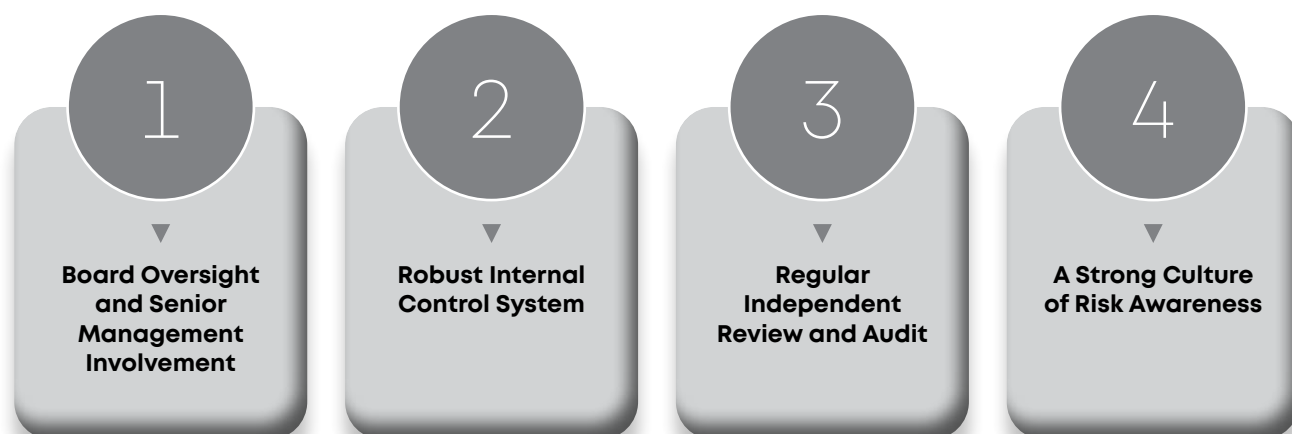 1
Board Oversight
and Senior
Management
Involvement
2
Robust Internal
Control System
3
Regular
Independent
Review and Audit
4
A Strong Culture
of Risk Awareness